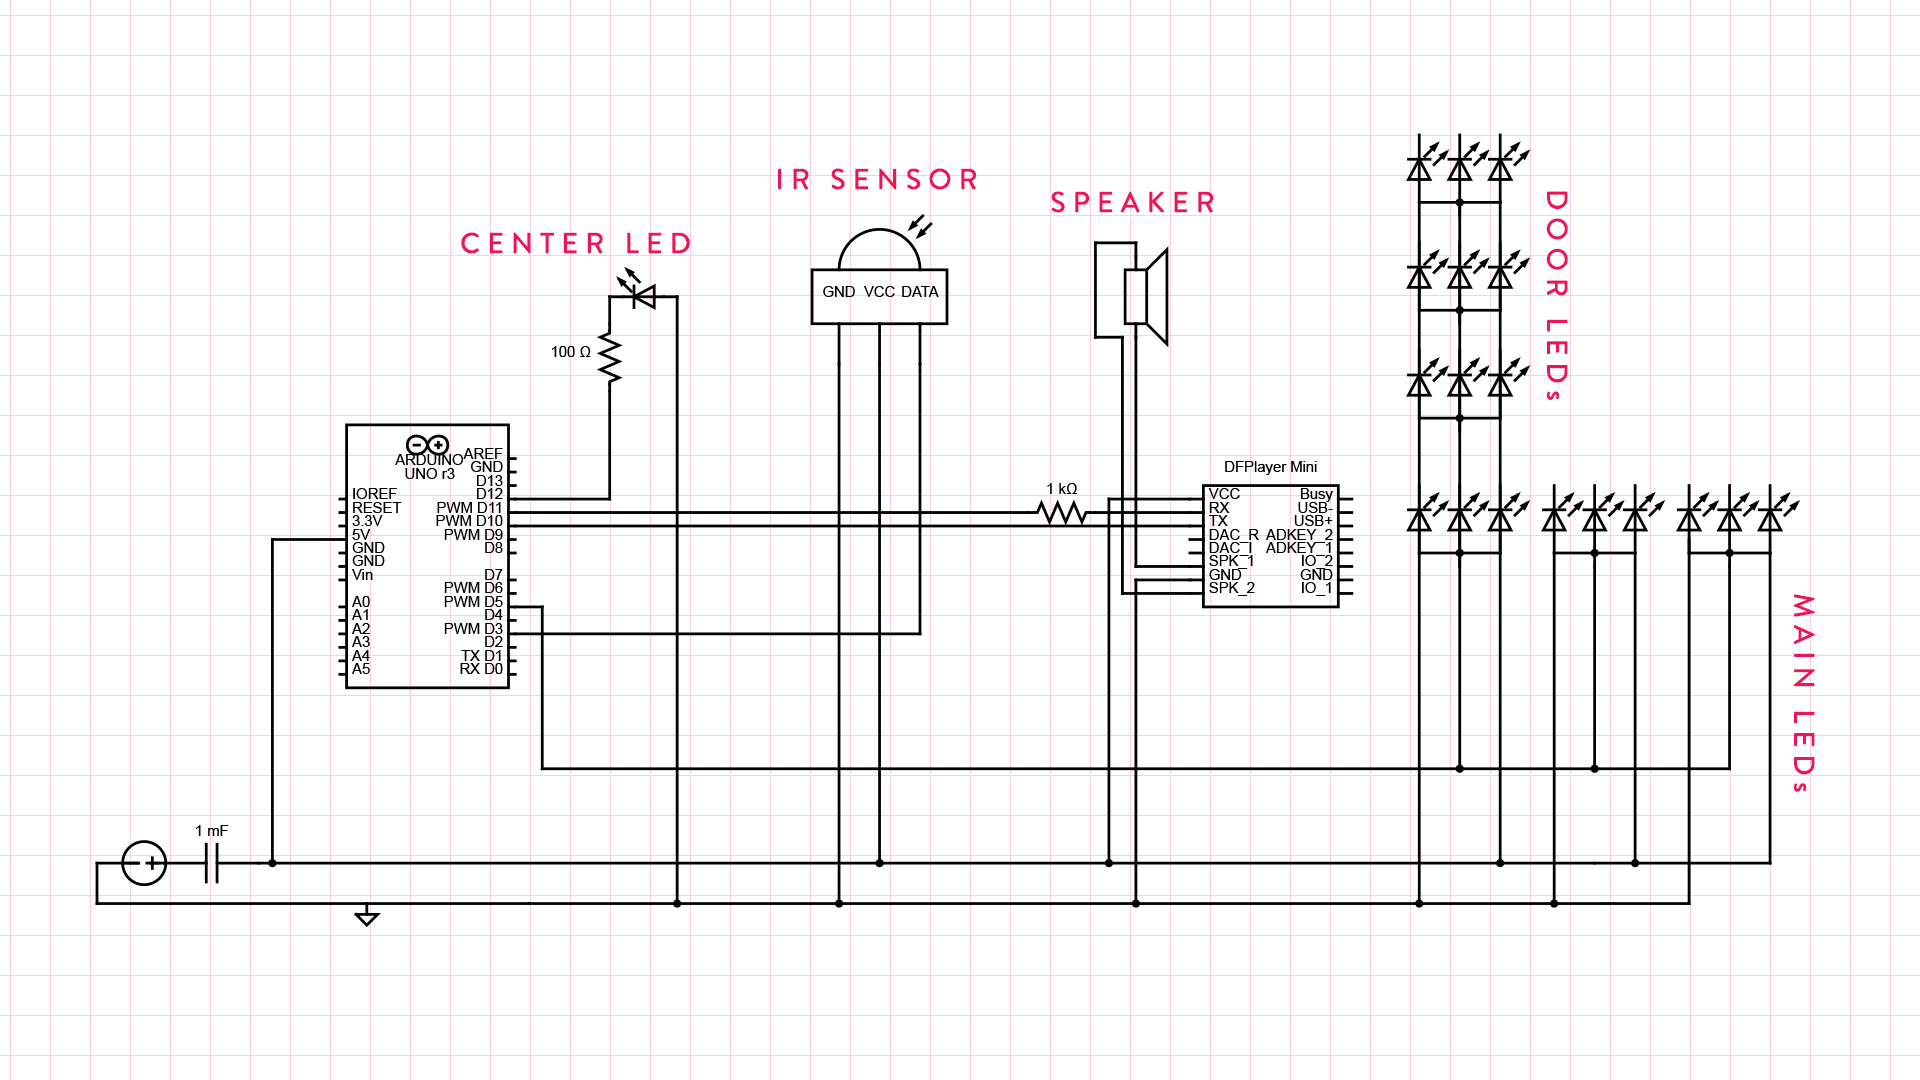 IR SENSOR
SPEAKER
CENTER LED
DOOR LEDs
MAIN LEDs
GND VCC DATA
100 Ω
ARDUINO
UNO r3
AREF
GND
D13
D12
PWM D11
PWM D10
PWM D9
D8
D7
PWM D6
PWM D5
D4
PWM D3
D2
TX D1
RX D0
IOREF
RESET
3.3V
5V
GND
GND
Vin
A0
A1
A2
A3
A4
A5
1 kΩ
DFPlayer Mini
VCC Busy
RX USB-
TX USB+
DAC_R ADKEY_2
DAC_I ADKEY_1
SPK_1 IO_2
GND GND
SPK_2 IO_1
1 mF